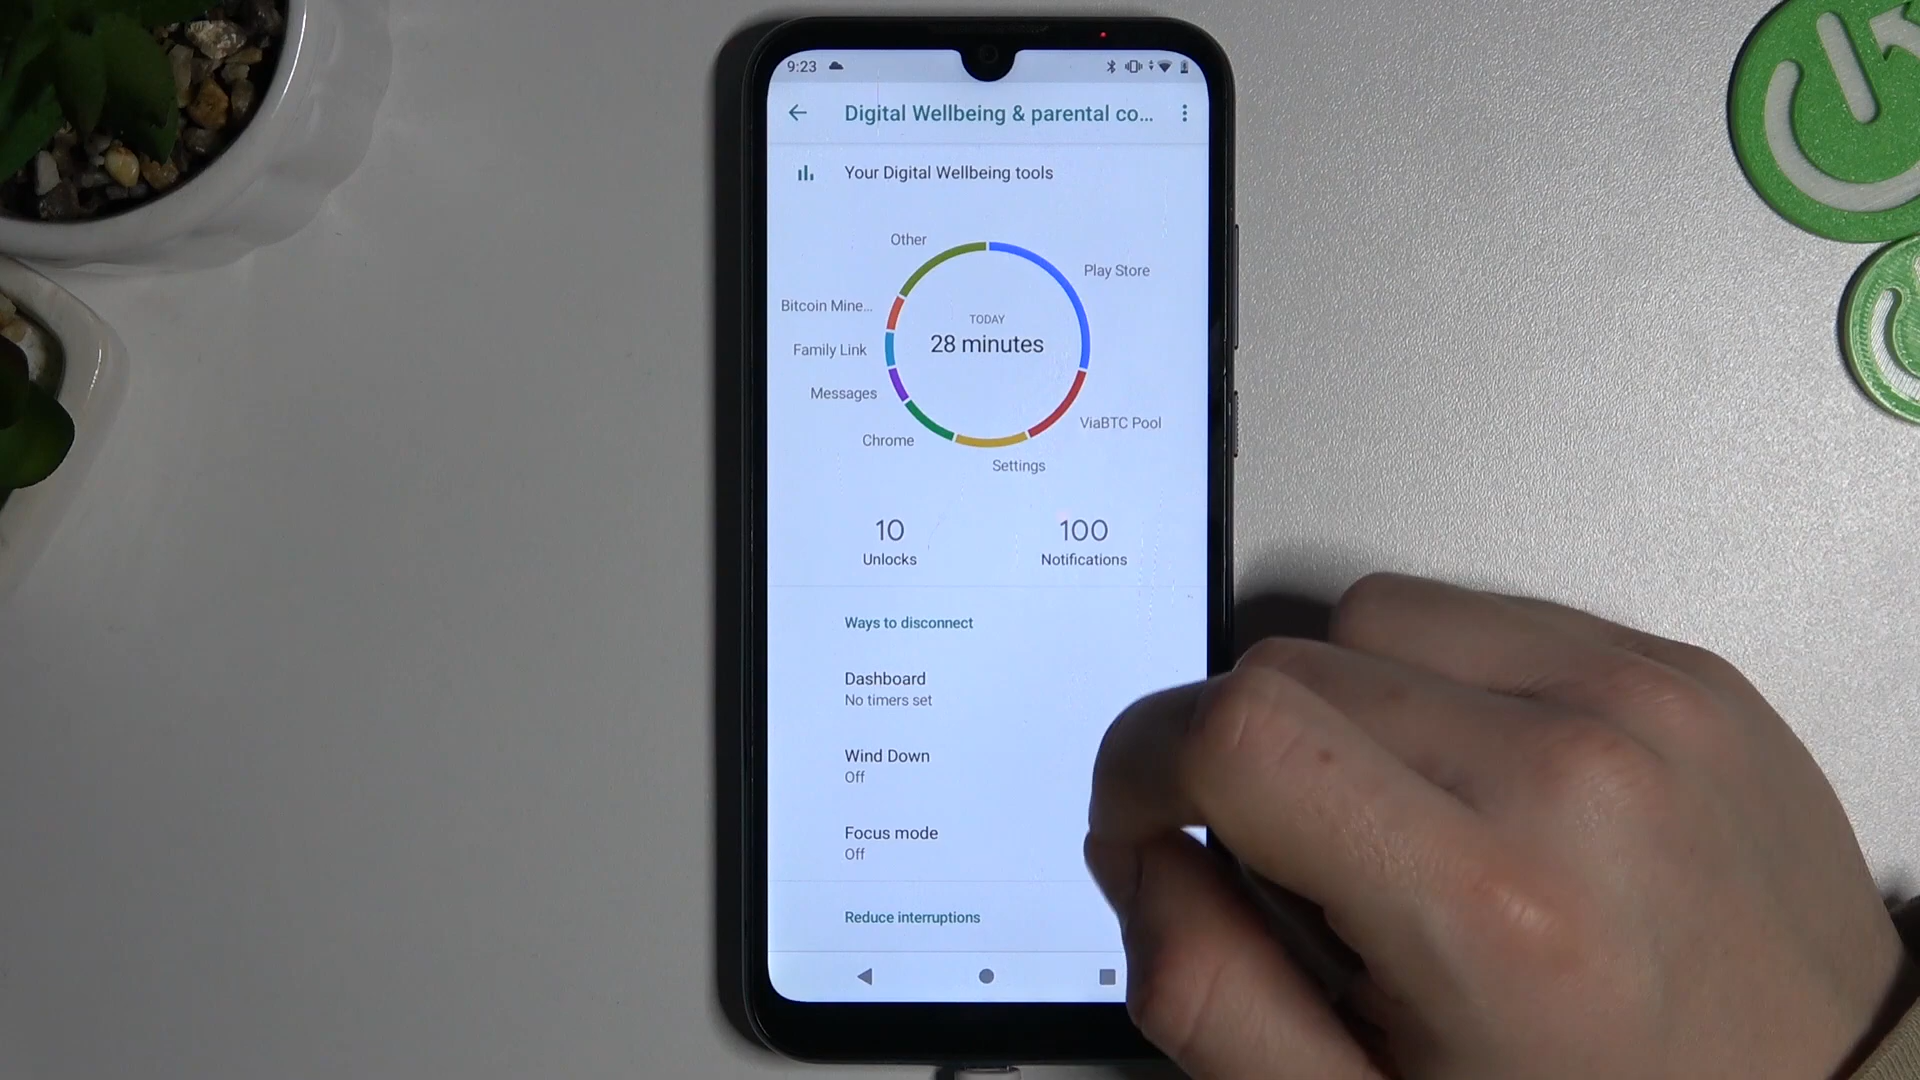 9:23
Digital Wellbeing & parental co...
Your Digital Wellbeing tools
Other
Play Store
Bitcoin Mine...
TODAY
28 minutes
Family Link
Messages
ViaBTC Pool
Chrome
Settings
10
Unlocks
100
Notifications
Ways to disconnect
Dashboard
No timers set
Wind Down
Off
Focus mode
Off
Reduce interruptions